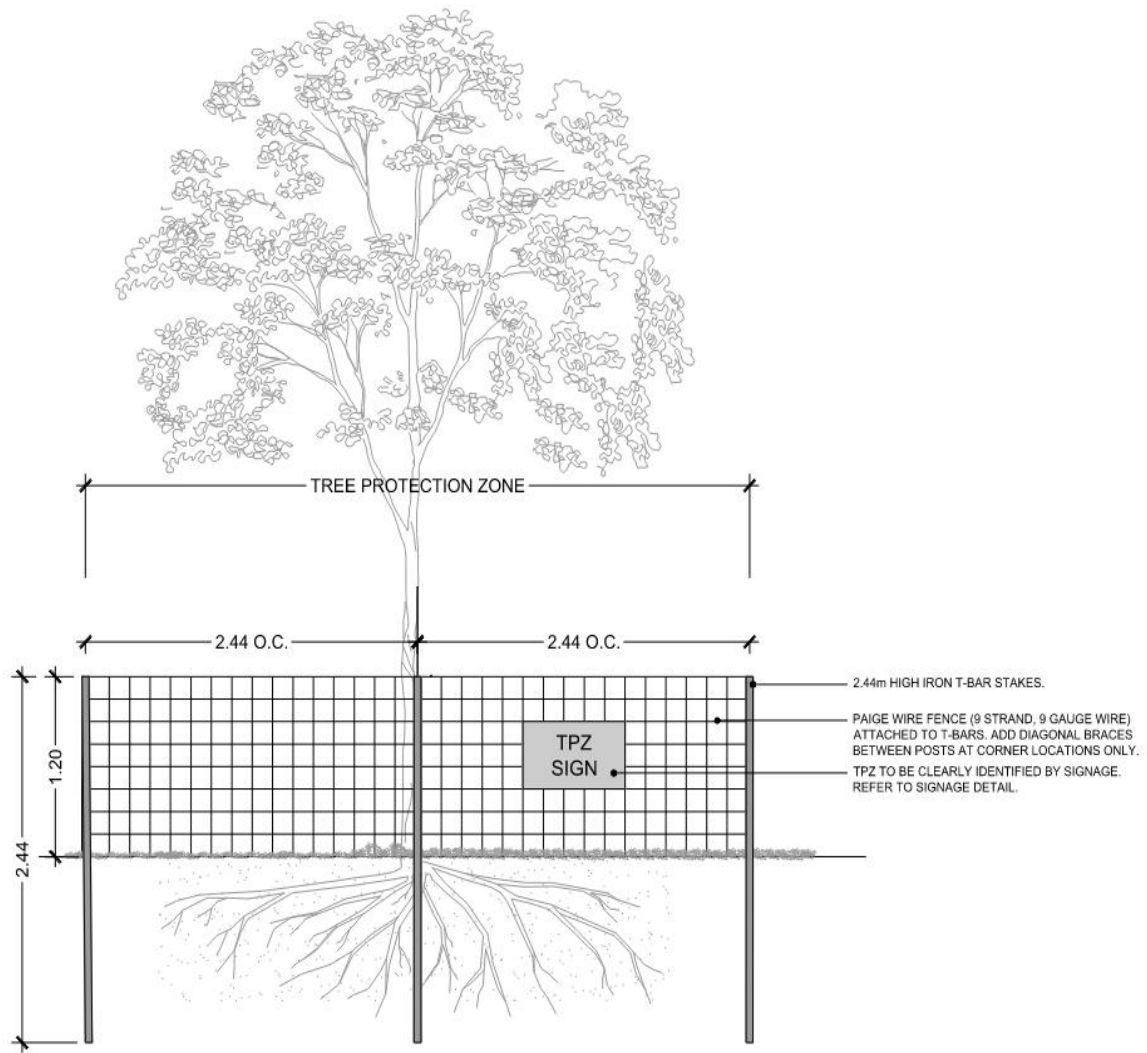 TREE PROTECTION ZONE
2.44 O.C.
2.44 O.C.
2.44m HIGH IRON T-BAR STAKES.
PAIGE WIRE FENCE (9 STRAND, 9 GAUGE WIRE)
ATTACHED TO T-BARS. ADD DIAGONAL BRACES
BETWEEN POSTS AT CORNER LOCATIONS ONLY.
TPZ
SIGN
TPZ TO BE CLEARLY IDENTIFIED BY SIGNAGE.
REFER TO SIGNAGE DETAIL.
1.20
2.44